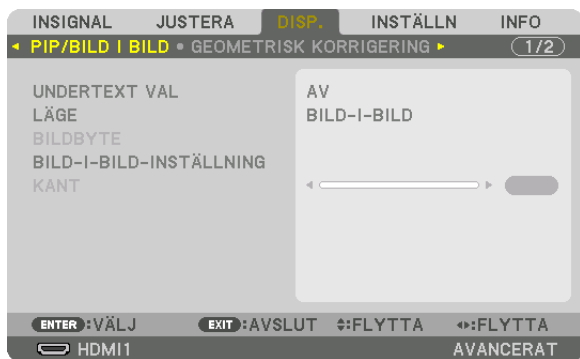 INSIGNAL JUSTERA DISP. INSTÄLLN INFO
PIP/BILD I BILD • GEOMETRISK KORRIGERING 1/2
UNDERTEXT VAL AV
LÄGE BILD-I-BILD
BILDBYTE
BILD-I-BILD-INSTÄLLNING
KANT
ENTER :VÄLJ EXIT :AVSLUT :FLYTTA :FLYTTA
HDMI1 AVANCERAT